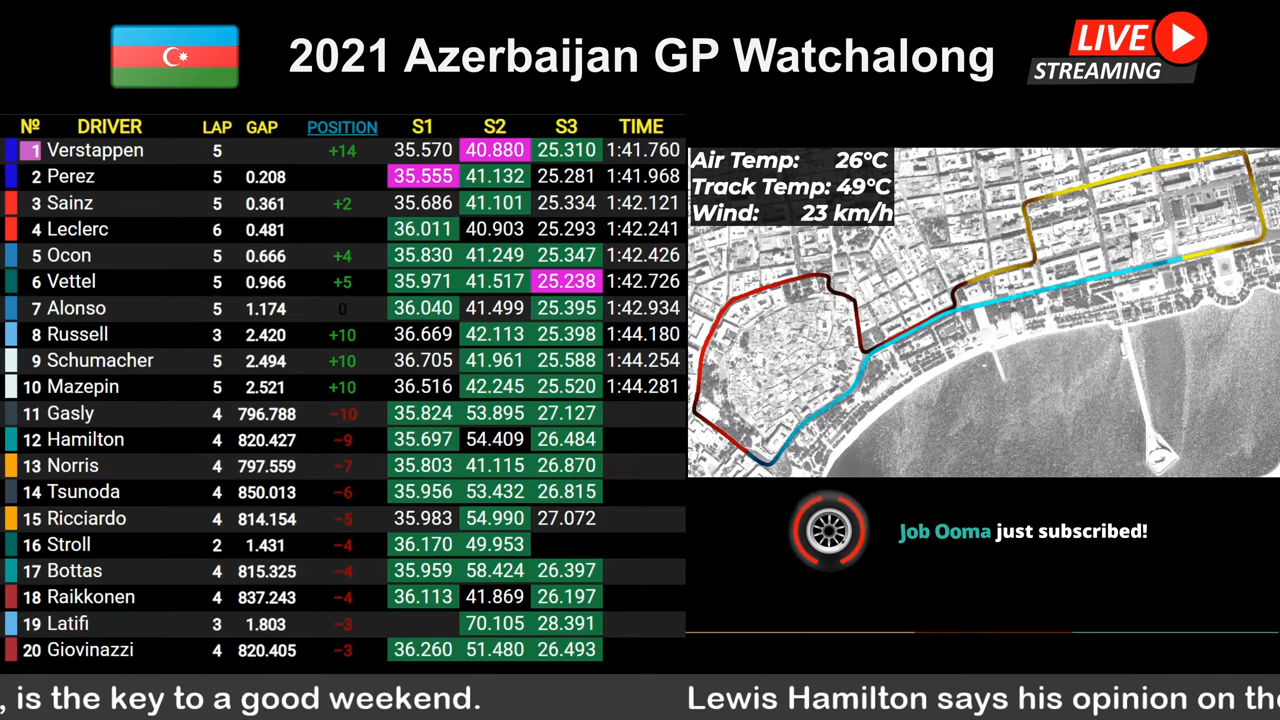 2021 Azerbaijan GP Watchalong
LIVE
STREAMING
Nº DRIVER LAP GAP POSITION S1 S2 S3 TIME
1 Verstappen 5 +14 35.570 40.880 25.310 1:41.760
2 Perez 5 0.208 35.555 41.132 25.281 1:41.968
3 Sainz 5 0.361 +2 35.686 41.101 25.334 1:42.121
4 Leclerc 6 0.481 36.011 40.903 25.293 1:42.241
5 Ocon 5 0.666 +4 35.830 41.249 25.347 1:42.426
6 Vettel 5 0.966 +5 35.971 41.517 25.238 1:42.726
7 Alonso 5 1.174 0 36.040 41.499 25.395 1:42.934
8 Russell 3 2.420 +10 36.669 42.113 25.398 1:44.180
9 Schumacher 5 2.494 +10 36.705 41.961 25.588 1:44.254
10 Mazepin 5 2.521 +10 36.516 42.245 25.520 1:44.281
11 Gasly 4 796.788 −10 35.824 53.895 27.127
12 Hamilton 4 820.427 −9 35.697 54.409 26.484
13 Norris 4 797.559 −7 35.803 41.115 26.870
14 Tsunoda 4 850.013 −6 35.956 53.432 26.815
15 Ricciardo 4 814.154 −5 35.983 54.990 27.072
16 Stroll 2 1.431 −4 36.170 49.953
17 Bottas 4 815.325 −4 35.959 58.424 26.397
18 Raikkonen 4 837.243 −4 36.113 41.869 26.197
19 Latifi 3 1.803 −3 70.105 28.391
20 Giovinazzi 4 820.405 −3 36.260 51.480 26.493
Air Temp: 26°C
Track Temp: 49°C
Wind: 23 km/h
Job Ooma just subscribed!
, is the key to a good weekend. Lewis Hamilton says his opinion on the